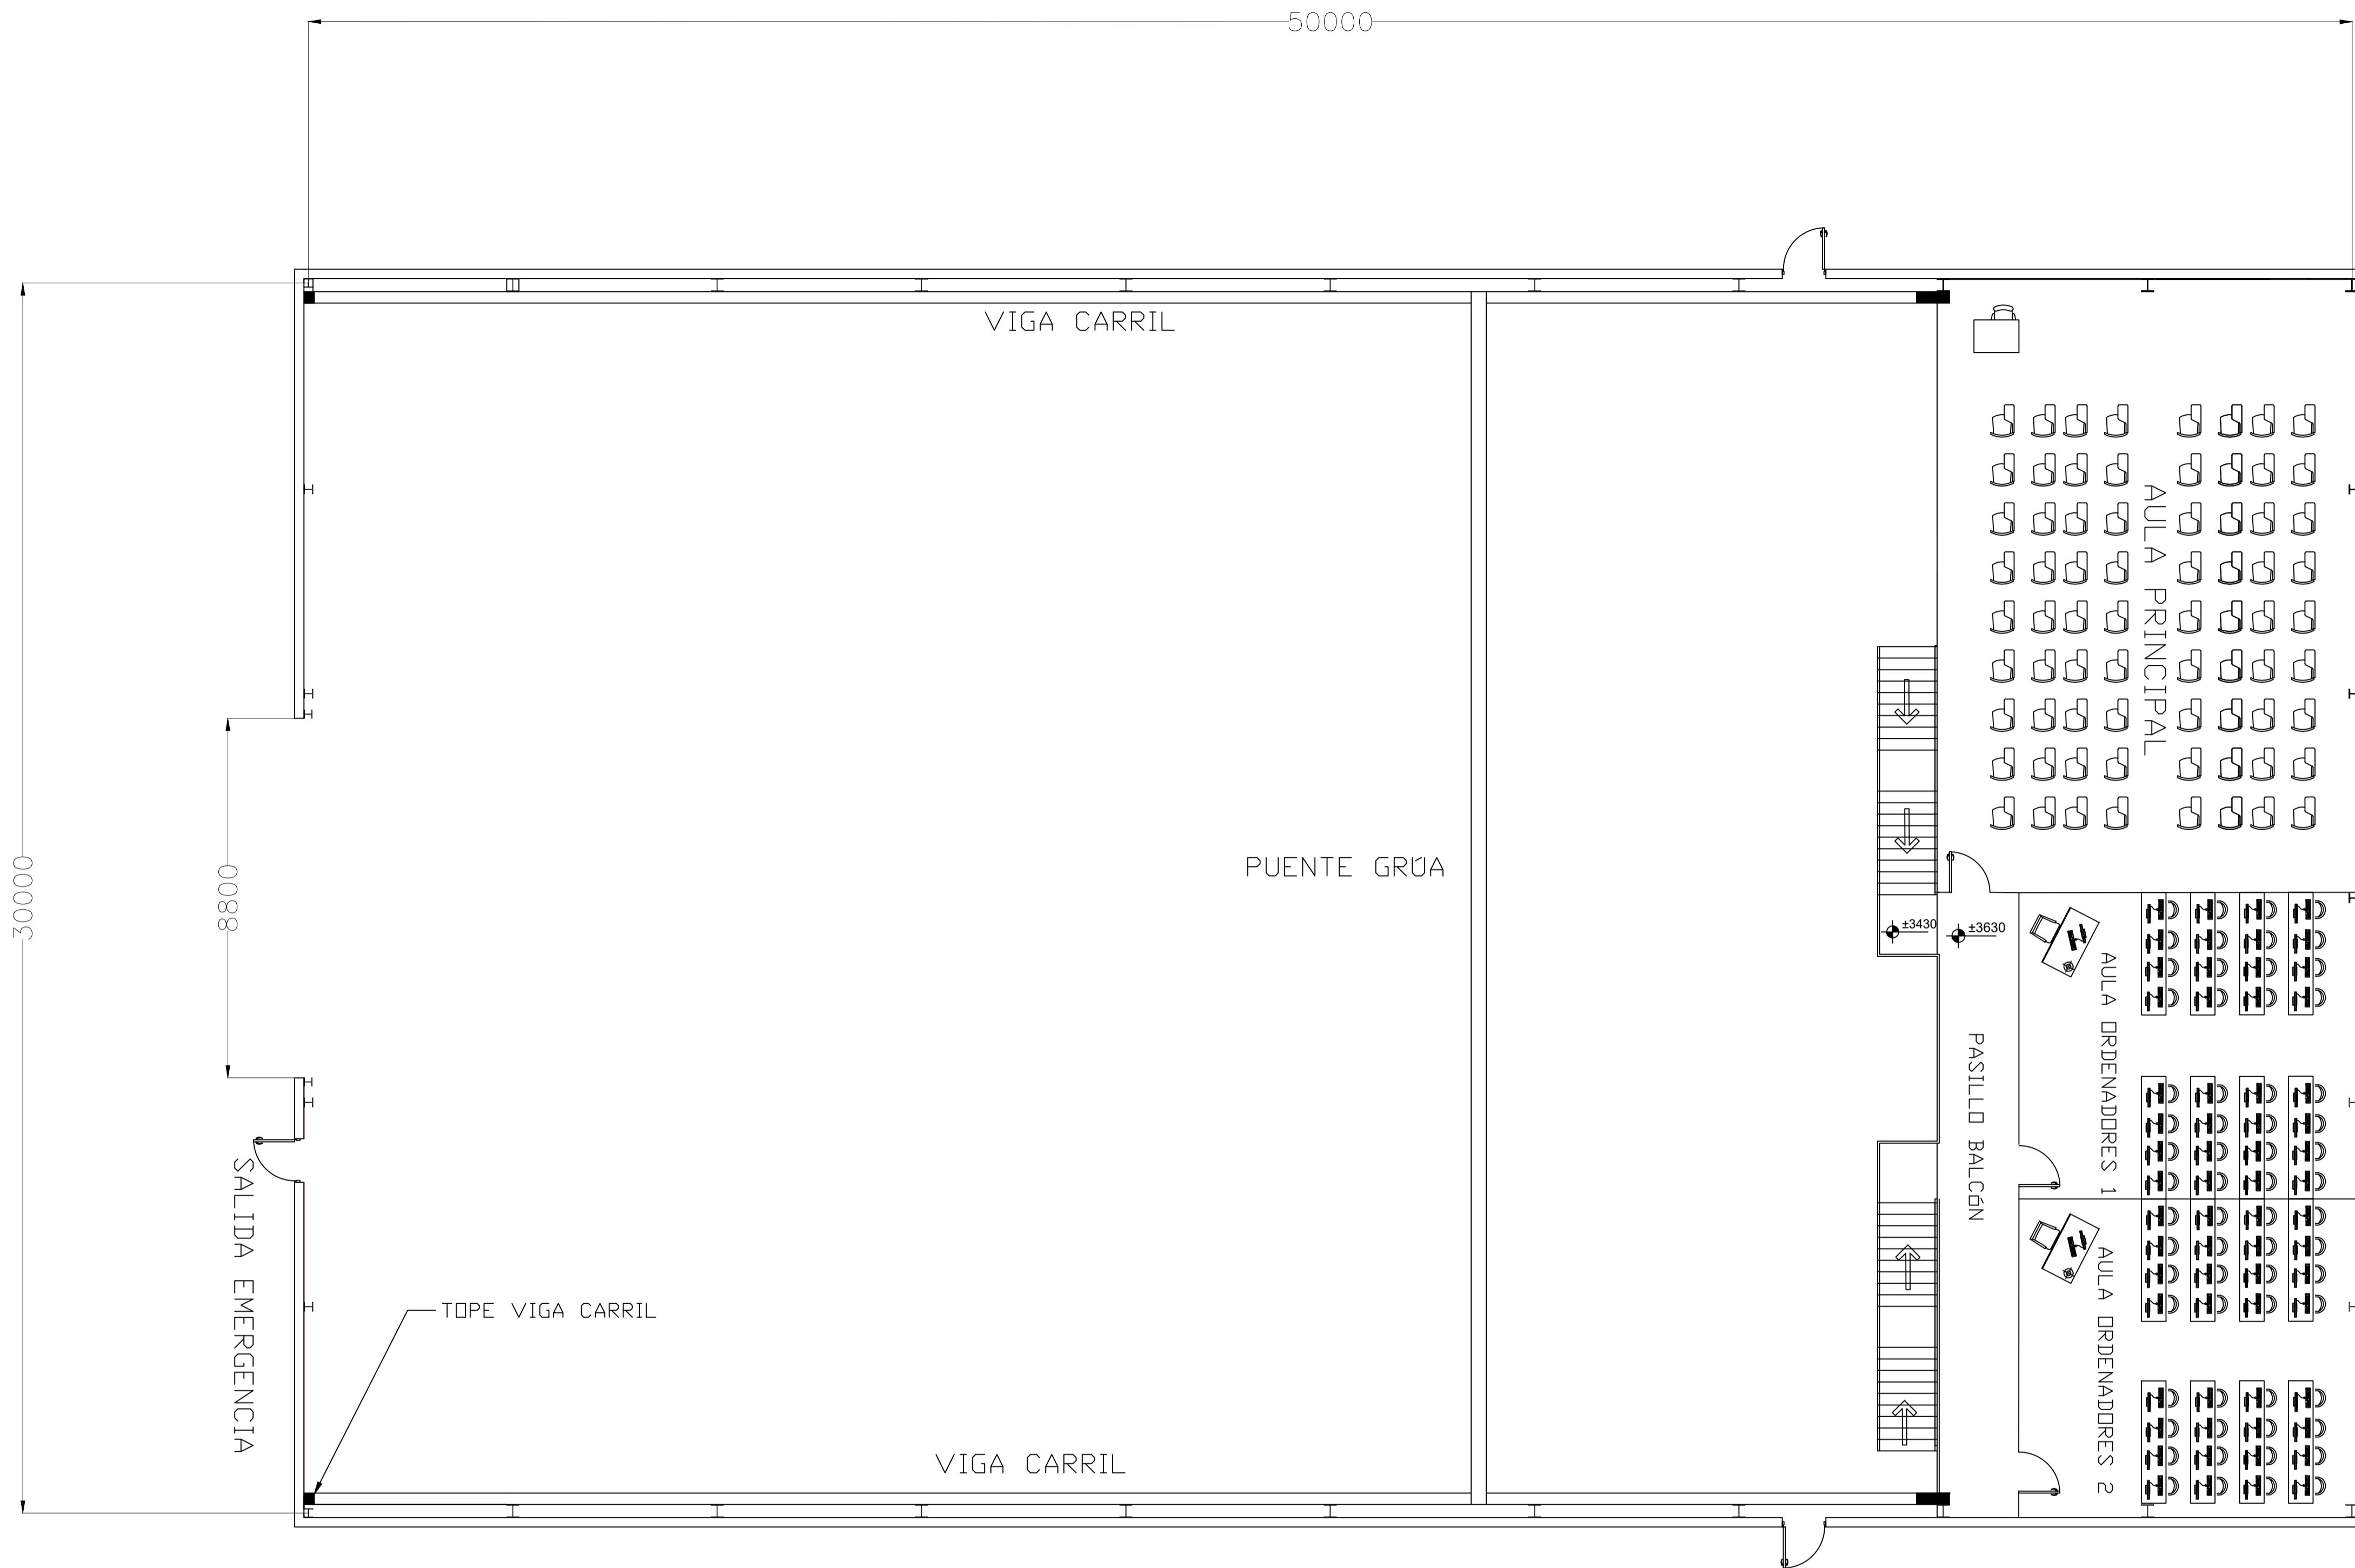 50000
VIGA CARRIL
AULA PRINCIPAL
30000
8800
PUENTE GRÚA
±3430
±3630
AULA ORDENADORES 1
PASILLO BALCÓN
SALIDA EMERGENCIA
AULA ORDENADORES 2
TOPE VIGA CARRIL
VIGA CARRIL